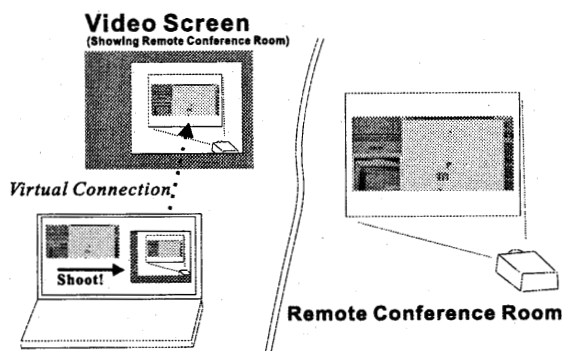 Video Screen
(Showing Remote Conference Room)
Virtual Connection
Shoot!
Remote Conference Room